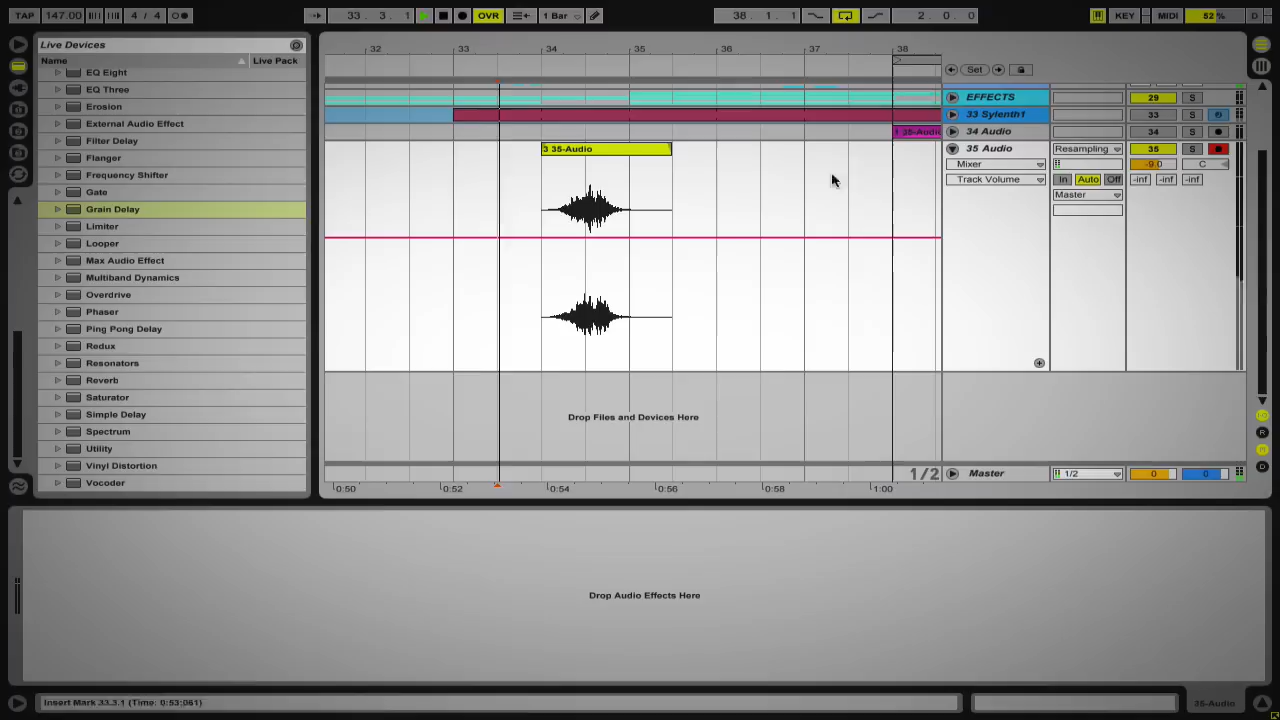 TAP 147.00 4 / 4 33 . 3 . 1 OVR 1 Bar 38 . 1 . 1 2 . 0 . 0 KEY MIDI 52 % D
Live Devices
Name Live Pack
EQ Eight
EQ Three
Erosion
External Audio Effect
Filter Delay
Flanger
Frequency Shifter
Gate
Grain Delay
Limiter
Looper
Max Audio Effect
Multiband Dynamics
Overdrive
Phaser
Ping Pong Delay
Redux
Resonators
Reverb
Saturator
Simple Delay
Spectrum
Utility
Vinyl Distortion
Vocoder
32 33 34 35 36 37 38
Set
EFFECTS 29 S
33 Sylenth1 33 S
35-Audio 34 Audio 34 S
3 35-Audio 35 Audio Resampling 35 S
Mixer -9.0 C
Track Volume In Auto Off -inf -inf -inf
Master
Drop Files and Devices Here
1/2 Master 1/2 0 0
0:50 0:52 0:54 0:56 0:58 1:00
R
D
Drop Audio Effects Here
Insert Mark 33.3.1 (Time: 0:53:061) 35-Audio